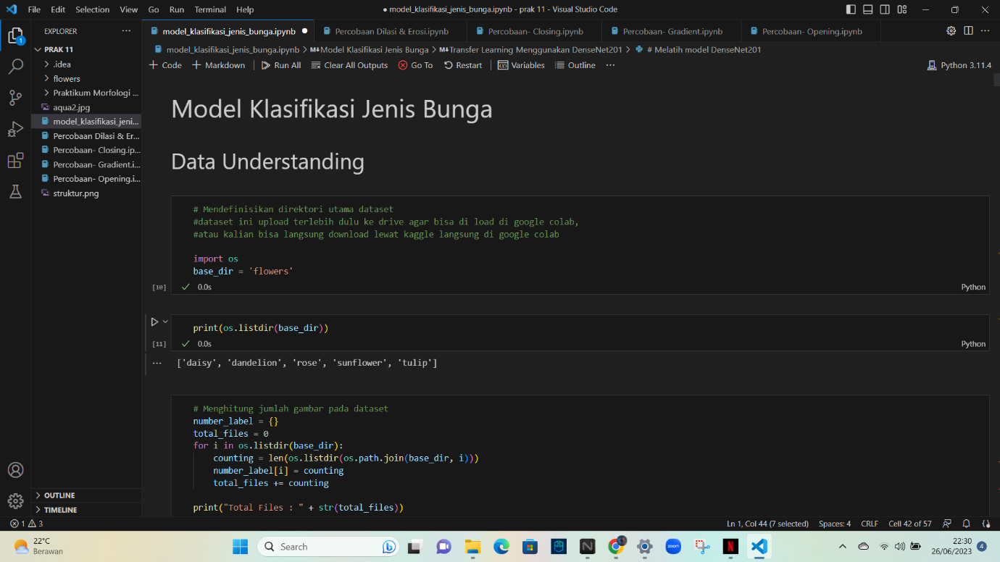 File Edit Selection View Go Run Terminal Help
● model_klasifikasi_jenis_bunga.ipynb - prak 11 - Visual Studio Code
EXPLORER
model_klasifikasi_jenis_bunga.ipynb ●
Percobaan Dilasi & Erosi.ipynb
Percobaan- Closing.ipynb
Percobaan- Gradient.ipynb
Percobaan- Opening.ipynb
1
PRAK 11
.idea
flowers
Praktikum Morfologi ...
aqua2.jpg
model_klasifikasi_jeni...
Percobaan Dilasi & Er...
Percobaan- Closing.ip...
Percobaan- Gradient.i...
Percobaan- Opening.i...
struktur.png
OUTLINE
TIMELINE
model_klasifikasi_jenis_bunga.ipynb > M↓Model Klasifikasi Jenis Bunga > M↓Transfer Learning Menggunakan DenseNet201 > # Melatih model DenseNet201
+ Code + Markdown Run All Clear All Outputs Go To Restart Variables Outline ...
Python 3.11.4
Model Klasifikasi Jenis Bunga
Data Understanding
# Mendefinisikan direktori utama dataset
#dataset ini upload terlebih dulu ke drive agar bisa di load di google colab,
#atau kalian bisa langsung download lewat kaggle langsung di google colab
import os
base_dir = 'flowers'
[10] ✓ 0.0s Python
print(os.listdir(base_dir))
[11] ✓ 0.0s Python
... ['daisy', 'dandelion', 'rose', 'sunflower', 'tulip']
# Menghitung jumlah gambar pada dataset
number_label = {}
total_files = 0
for i in os.listdir(base_dir):
counting = len(os.listdir(os.path.join(base_dir, i)))
number_label[i] = counting
total_files += counting
print("Total Files : " + str(total_files))
1 3
Ln 1, Col 44 (7 selected) Spaces: 4 CRLF Cell 42 of 57
22°C
Berawan
Search
zoom
22:30
26/06/2023
4